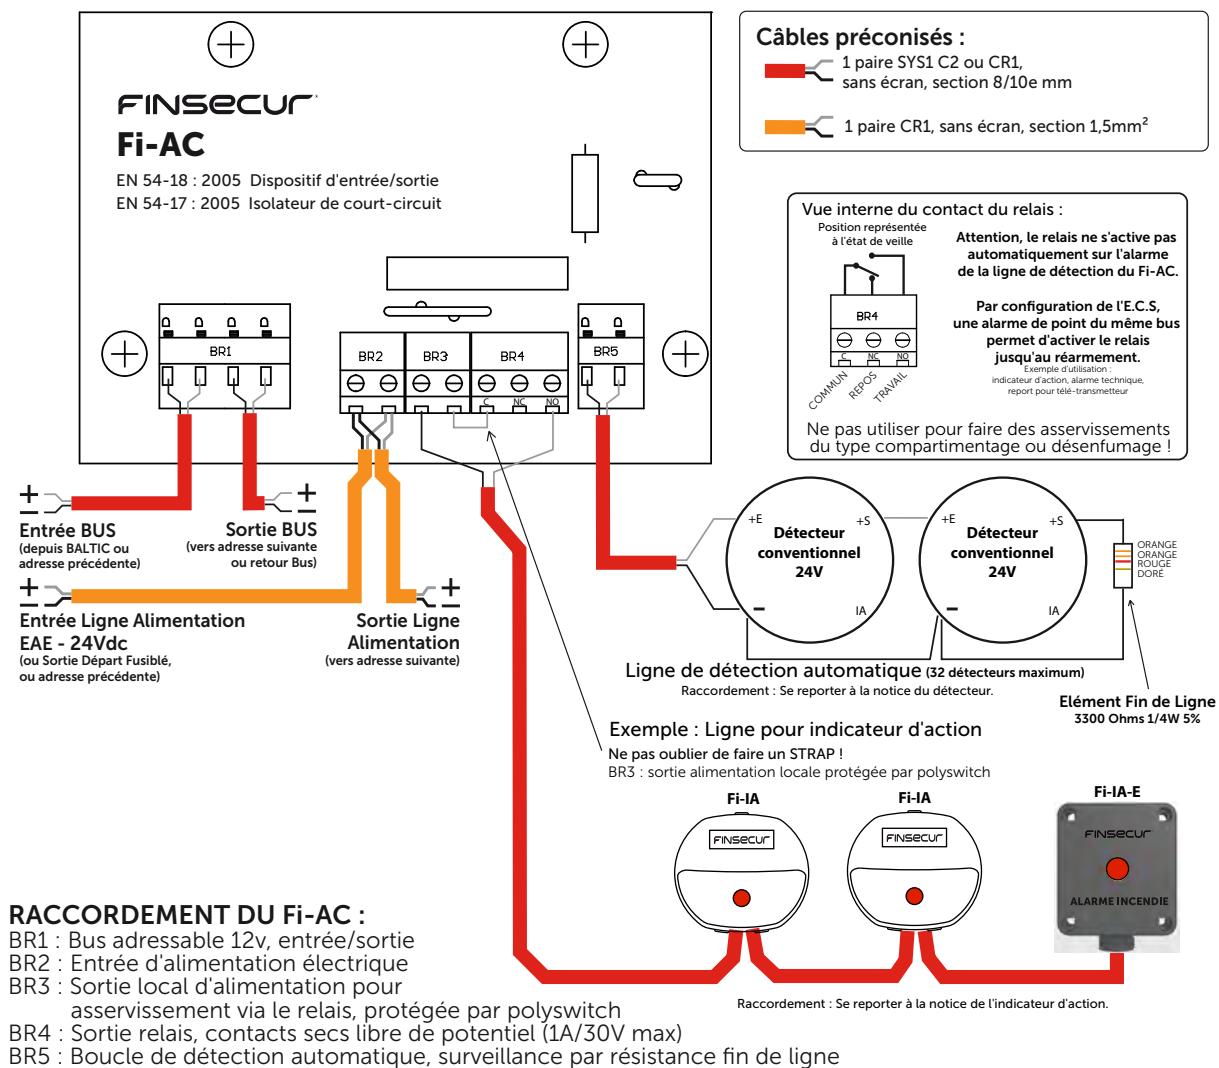 FINSECUR
Fi-AC
EN 54-18 : 2005 Dispositif d'entrée/sortie
EN 54-17 : 2005 Isolateur de court-circuit
BR1
BR2
BR3
BR4
C
NC
NO
BR5
Câbles préconisés :
1 paire SYS1 C2 ou CR1,
sans écran, section 8/10e mm
1 paire CR1, sans écran, section 1,5mm²
Vue interne du contact du relais :
Position représentée
à l'état de veille
BR4
C
NC
NO
COMMUN
REPOS
TRAVAIL
Attention, le relais ne s'active pas
automatiquement sur l'alarme
de la ligne de détection du Fi-AC.
Par configuration de l'E.C.S,
une alarme de point du même bus
permet d'activer le relais
jusqu'au réarmement.
Exemple d'utilisation :
indicateur d'action, alarme technique,
report pour télé-transmetteur
Ne pas utiliser pour faire des asservissements
du type compartimentage ou désenfumage !
+
–
Entrée BUS
(depuis BALTIC ou
adresse précédente)
+
–
Sortie BUS
(vers adresse suivante
ou retour Bus)
+
–
Entrée Ligne Alimentation
EAE - 24Vdc
(ou Sortie Départ Fusiblé,
ou adresse précédente)
+
–
Sortie Ligne
Alimentation
(vers adresse suivante)
+E
+S
Détecteur
conventionnel
24V
–
IA
+E
+S
Détecteur
conventionnel
24V
–
IA
ORANGE
ORANGE
ROUGE
DORÉ
Ligne de détection automatique (32 détecteurs maximum)
Raccordement : Se reporter à la notice du détecteur.
Elément Fin de Ligne
3300 Ohms 1/4W 5%
Exemple : Ligne pour indicateur d'action
Ne pas oublier de faire un STRAP !
BR3 : sortie alimentation locale protégée par polyswitch
Fi-IA
FINSECUR
Fi-IA
FINSECUR
Fi-IA-E
FINSECUR
ALARME INCENDIE
Raccordement : Se reporter à la notice de l'indicateur d'action.
RACCORDEMENT DU Fi-AC :
BR1 : Bus adressable 12v, entrée/sortie
BR2 : Entrée d'alimentation électrique
BR3 : Sortie local d'alimentation pour
asservissement via le relais, protégée par polyswitch
BR4 : Sortie relais, contacts secs libre de potentiel (1A/30V max)
BR5 : Boucle de détection automatique, surveillance par résistance fin de ligne